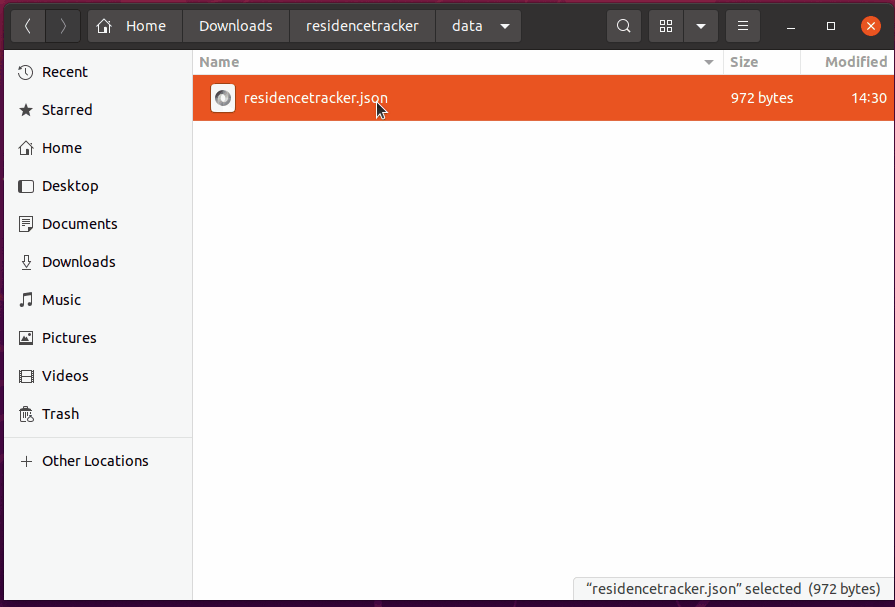 Home Downloads residencetracker data
Name Size Modified
residencetracker.json 972 bytes 14:30
Recent
Starred
Home
Desktop
Documents
Downloads
Music
Pictures
Videos
Trash
Other Locations
“residencetracker.json” selected (972 bytes)